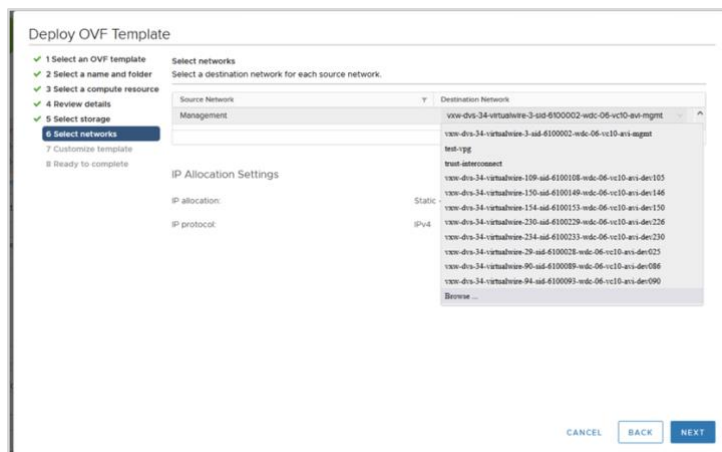 Deploy OVF Template
1 Select an OVF template
2 Select a name and folder
3 Select a compute resource
4 Review details
5 Select storage
6 Select networks
7 Customize template
8 Ready to complete
Select networks
Select a destination network for each source network.
Source Network
Destination Network
Management
vxw-dvs-34-virtualwire-3-sid-6100002-wdc-06-vc10-avi-mgmt
vxw-dvs-34-virtualwire-3-sid-6100002-wdc-06-vc10-avi-mgmt
test-vpg
trust-interconnect
vxw-dvs-34-virtualwire-109-sid-6100108-wdc-06-vc10-avi-dev105
vxw-dvs-34-virtualwire-150-sid-6100149-wdc-06-vc10-avi-dev146
vxw-dvs-34-virtualwire-154-sid-6100153-wdc-06-vc10-avi-dev150
vxw-dvs-34-virtualwire-230-sid-6100229-wdc-06-vc10-avi-dev226
vxw-dvs-34-virtualwire-234-sid-6100233-wdc-06-vc10-avi-dev230
vxw-dvs-34-virtualwire-29-sid-6100028-wdc-06-vc10-avi-dev025
vxw-dvs-34-virtualwire-90-sid-6100089-wdc-06-vc10-avi-dev086
vxw-dvs-34-virtualwire-94-sid-6100093-wdc-06-vc10-avi-dev090
Browse ...
IP Allocation Settings
IP allocation: Static -
IP protocol: IPv4
CANCEL BACK NEXT